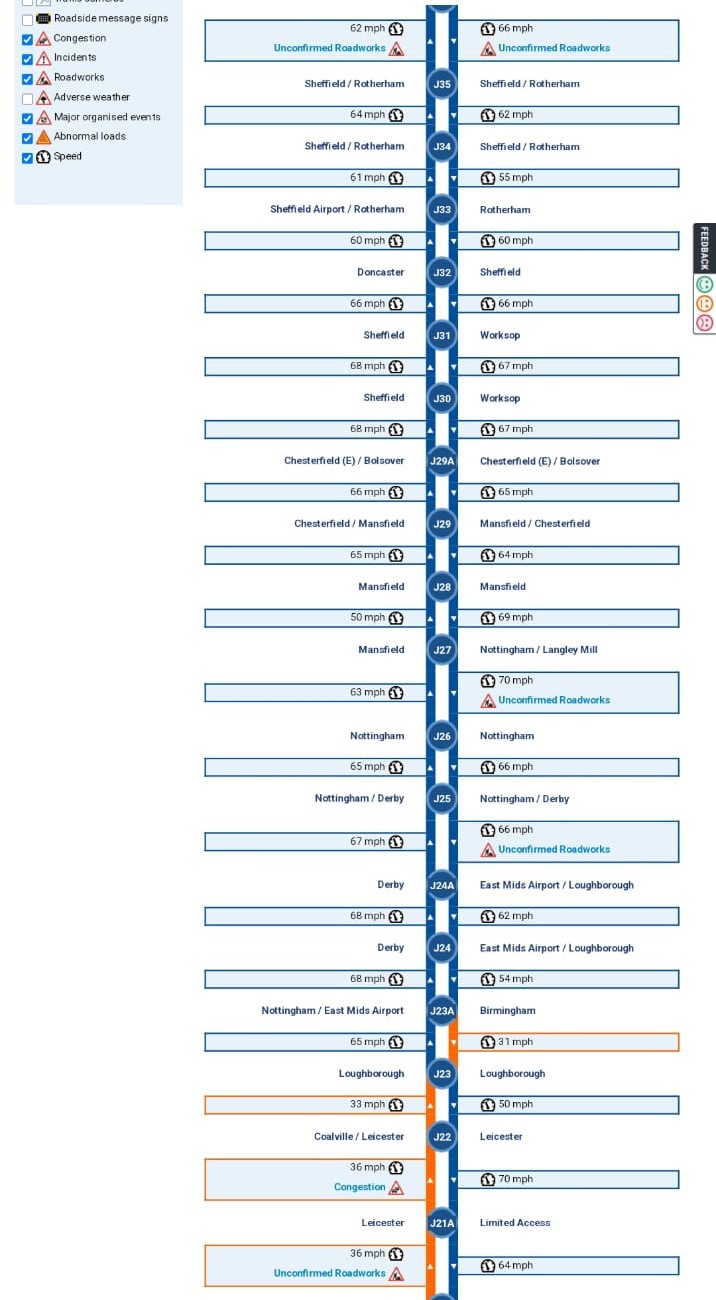 Roadside message signs
Congestion
Incidents
Roadworks
Adverse weather
Major organised events
Abnormal loads
Speed
FEEDBACK
62 mph 66 mph
Unconfirmed Roadworks Unconfirmed Roadworks
Sheffield / Rotherham J35 Sheffield / Rotherham
64 mph 62 mph
Sheffield / Rotherham J34 Sheffield / Rotherham
61 mph 55 mph
Sheffield Airport / Rotherham J33 Rotherham
60 mph 60 mph
Doncaster J32 Sheffield
66 mph 66 mph
Sheffield J31 Worksop
68 mph 67 mph
Sheffield J30 Worksop
68 mph 67 mph
Chesterfield (E) / Bolsover J29A Chesterfield (E) / Bolsover
66 mph 65 mph
Chesterfield / Mansfield J29 Mansfield / Chesterfield
65 mph 64 mph
Mansfield J28 Mansfield
50 mph 69 mph
Mansfield J27 Nottingham / Langley Mill
70 mph
63 mph
Unconfirmed Roadworks
Nottingham J26 Nottingham
65 mph 66 mph
Nottingham / Derby J25 Nottingham / Derby
66 mph
67 mph
Unconfirmed Roadworks
Derby J24A East Mids Airport / Loughborough
68 mph 62 mph
Derby J24 East Mids Airport / Loughborough
68 mph 54 mph
Nottingham / East Mids Airport J23A Birmingham
65 mph 31 mph
Loughborough J23 Loughborough
33 mph 50 mph
Coalville / Leicester J22 Leicester
36 mph
70 mph
Congestion
Leicester J21A Limited Access
36 mph
64 mph
Unconfirmed Roadworks